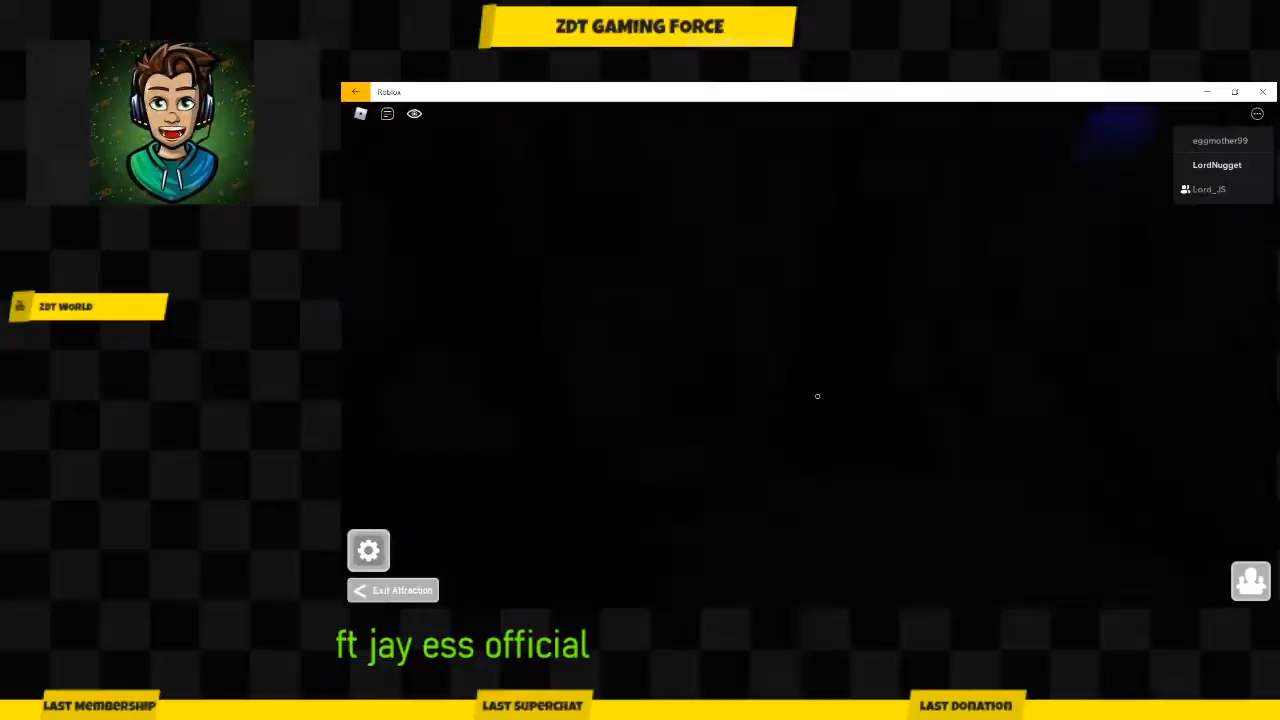 ZDT GAMING FORCE
Roblox
eggmother99
LordNugget
Lord_JS
ZDT WORLD
Exit Attraction
ft jay ess official
LAST MEMBERSHIP
LAST SUPERCHAT
LAST DONATION